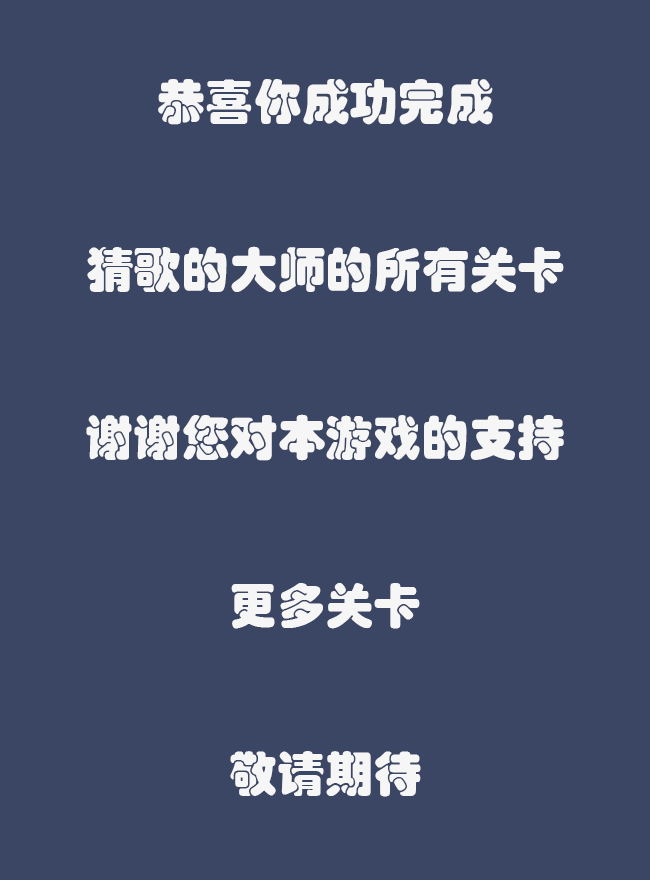 恭喜你成功完成
猜歌的大师的所有关卡
谢谢您对本游戏的支持
更多关卡
敬请期待